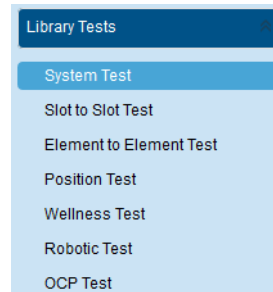 Library Tests
System Test
Slot to Slot Test
Element to Element Test
Position Test
Wellness Test
Robotic Test
OCP Test